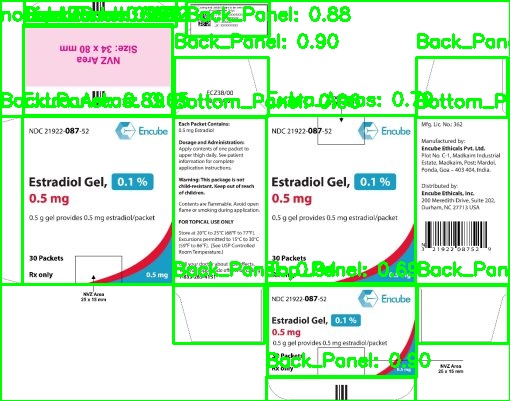 Back_Panel: 0.88
Back_Panel: 0.90
Back_Pan
NVZ Area
Size: 34 x 80 mm
ECZ3B/00
NDC 21922-087-52
Encube
Estradiol Gel, 0.1 %
0.5 mg
0.5 g gel provides 0.5 mg estradiol/packet
30 Packets
Rx only
0.5 mg
NVZ Area
25 x 15 mm
Each Packet Contains:
0.5 mg Estradiol
Dosage and Administration:
Apply contents of one packet to
upper thigh daily. See patient
information for complete
application instructions.
Warning: This package is not
child-resistant. Keep out of reach
of children.
Contents are flammable. Avoid open
flame or smoking during application.
FOR TOPICAL USE ONLY
Store at 20°C to 25°C (68°F to 77°F).
Excursions permitted to 15°C to 30°C
(59°F to 86°F). [See USP Controlled
Room Temperature.]
NDC 21922-087-52
Encube
Estradiol Gel, 0.1 %
0.5 mg
0.5 g gel provides 0.5 mg estradiol/packet
30 Packets
Rx only
0.5 mg
Mfg. Lic. No.: 362
Manufactured by:
Encube Ethicals Pvt. Ltd.
Plot No. C-1, Madkaim Industrial
Estate, Madkaim, Post: Mardol,
Ponda, Goa – 403 404, India.
Distributed by:
Encube Ethicals, Inc.
200 Meredith Drive, Suite 202,
Durham, NC 27713 USA
3 21922 08752 9
Back_Pan
NDC 21922-087-52
Encube
Estradiol Gel, 0.1 %
0.5 mg
0.5 g gel provides 0.5 mg estradiol/packet
Packets
Rx only
0.5 mg
Back_Panel: 0.90
NVZ Area
25 x 15 mm